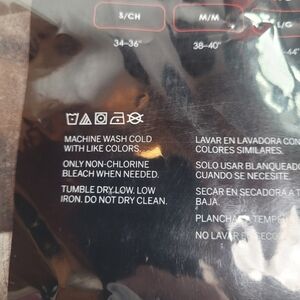 S/CH
M/M
L/G
34-36"
38-40"
44"
MACHINE WASH COLD
WITH LIKE COLORS.
ONLY NON-CHLORINE
BLEACH WHEN NEEDED.
TUMBLE DRY LOW. LOW
IRON. DO NOT DRY CLEAN.
LAVAR EN LAVADORA CON
COLORES SIMILARES.
SOLO USAR BLANQUEADO
CUANDO SE NECESITE.
SECAR EN SECADORA A T
BAJA.
PLANCHA
NO LAVAR